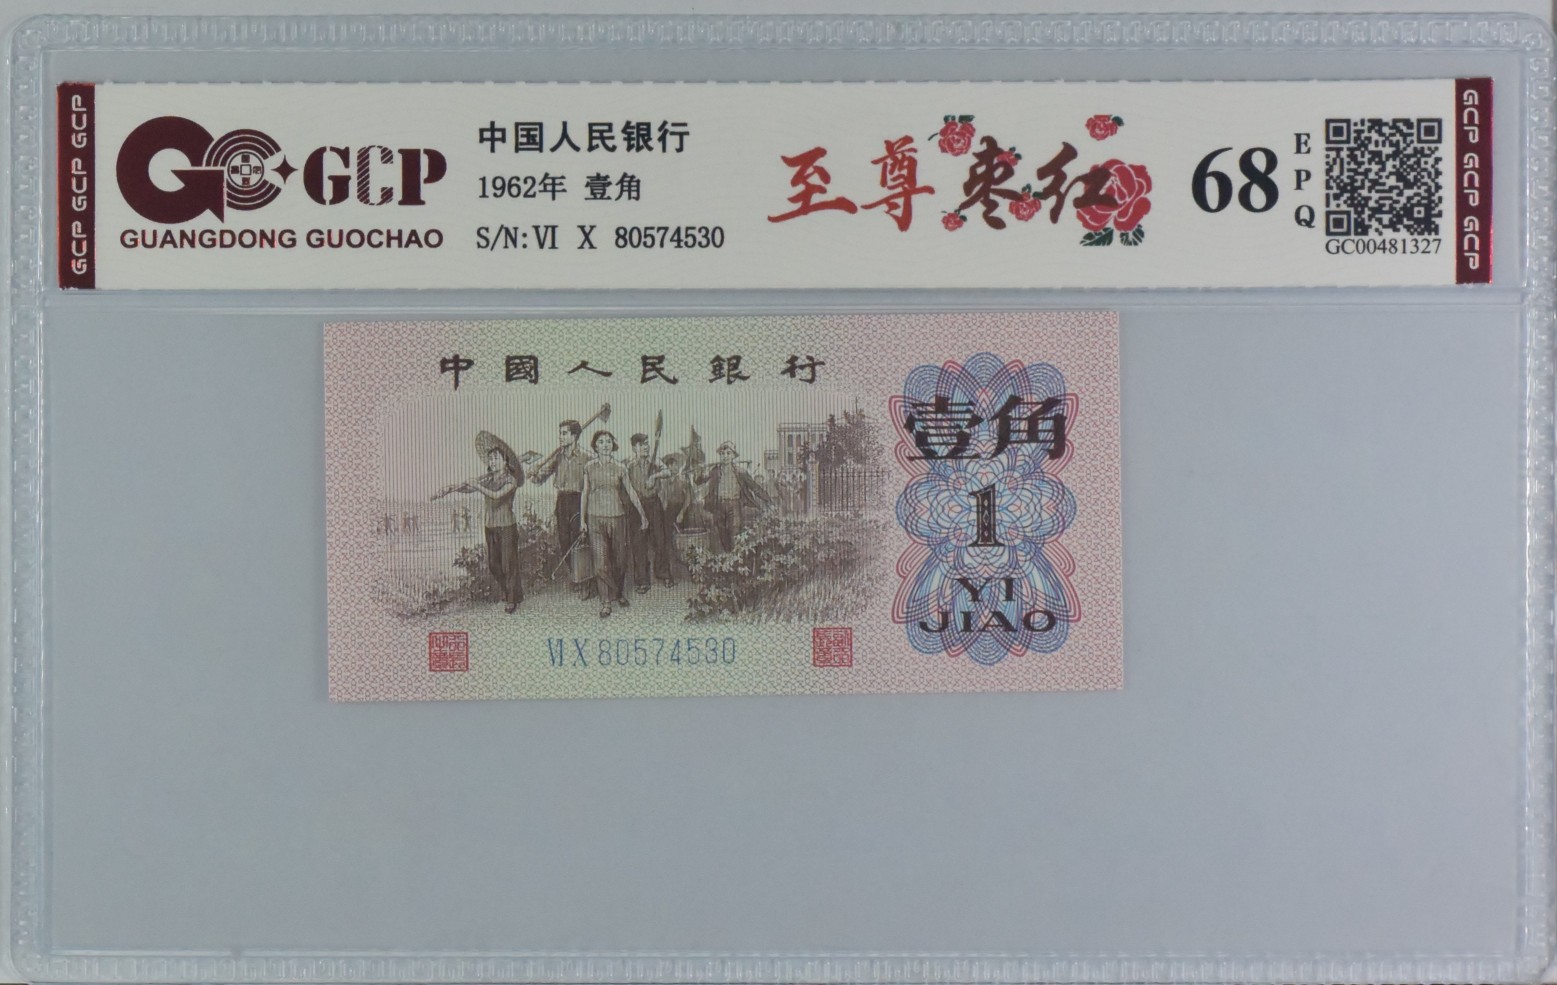 GCP GCP GCP
GCP
GUANGDONG GUOCHAO
中国人民银行
1962年 壹角
S/N:Ⅵ Ⅹ 80574530
至尊枣红
68
EPQ
GC00481327
GCP GCP GCP
中國人民銀行
壹角
1
YI
JIAO
ⅥⅩ80574530